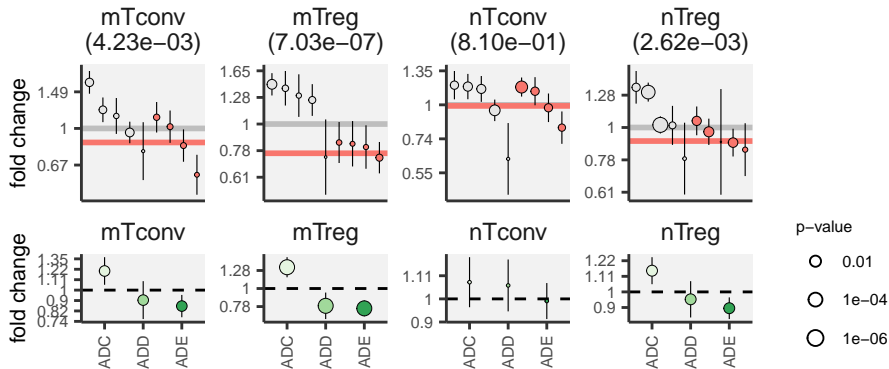 mTconv
(4.23e−03)
mTreg
(7.03e−07)
nTconv
(8.10e−01)
nTreg
(2.62e−03)
fold change
1.49
1
0.67
1.65
1.28
1
0.78
0.61
1.35
1
0.74
0.55
1.28
1
0.78
0.61
mTconv
mTreg
nTconv
nTreg
fold change
1.35
1.22
1.11
1
0.9
0.82
0.74
1.28
1
0.78
1.11
1
0.9
1.22
1.11
1
0.9
ADC
ADD
ADE
ADC
ADD
ADE
ADC
ADD
ADE
ADC
ADD
ADE
p−value
0.01
1e−04
1e−06